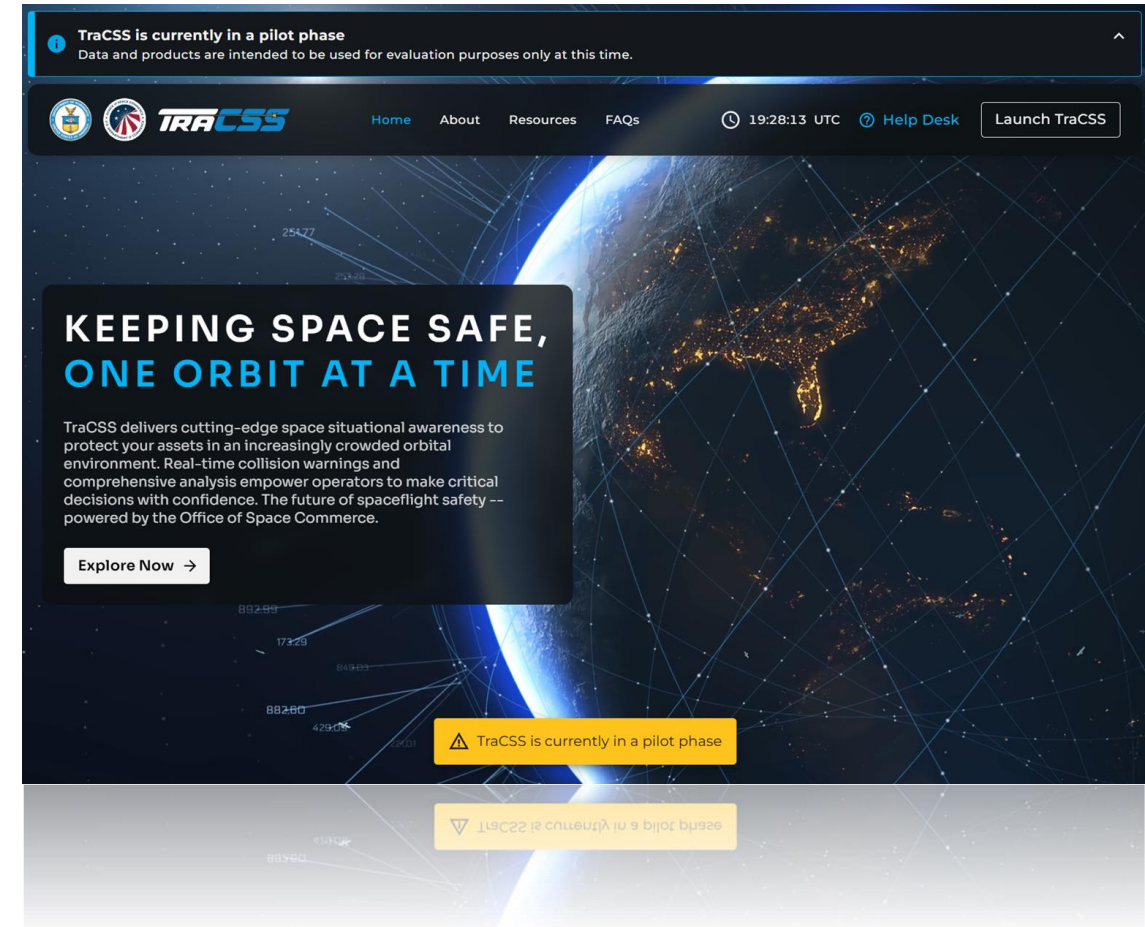 TraCSS is currently in a pilot phase
Data and products are intended to be used for evaluation purposes only at this time.
TRACSS
Home About Resources FAQs 19:28:13 UTC Help Desk Launch TraCSS
251.77
KEEPING SPACE SAFE,
ONE ORBIT AT A TIME
TraCSS delivers cutting-edge space situational awareness to
protect your assets in an increasingly crowded orbital
environment. Real-time collision warnings and
comprehensive analysis empower operators to make critical
decisions with confidence. The future of spaceflight safety --
powered by the Office of Space Commerce.
Explore Now
892.99
173.29
849.03
882.60
TraCSS is currently in a pilot phase